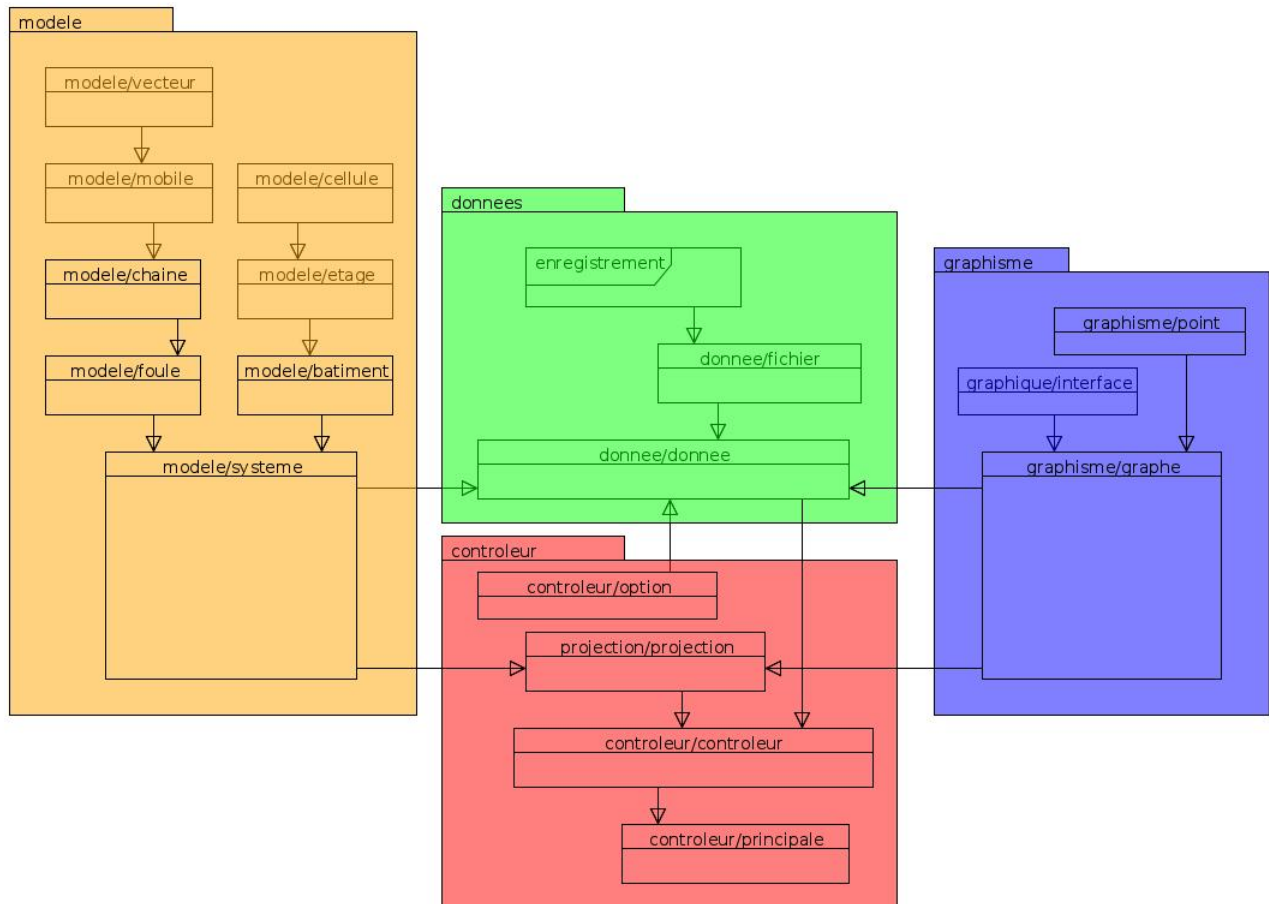 modele
modele/vecteur
modele/mobile
modele/cellule
modele/chaine
modele/etage
modele/foule
modele/batiment
modele/systeme
donnees
enregistrement
donnee/fichier
donnee/donnee
controleur
controleur/option
projection/projection
controleur/controleur
controleur/principale
graphisme
graphisme/point
graphique/interface
graphisme/graphe